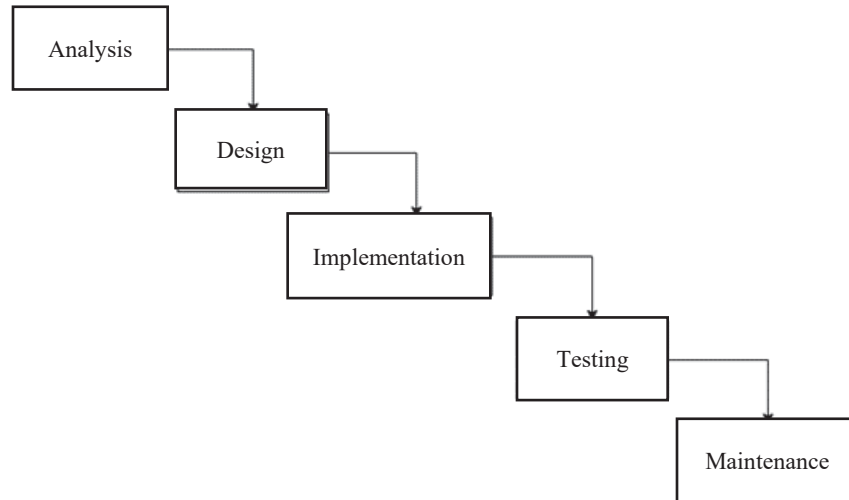 Analysis
Design
Implementation
Testing
Maintenance